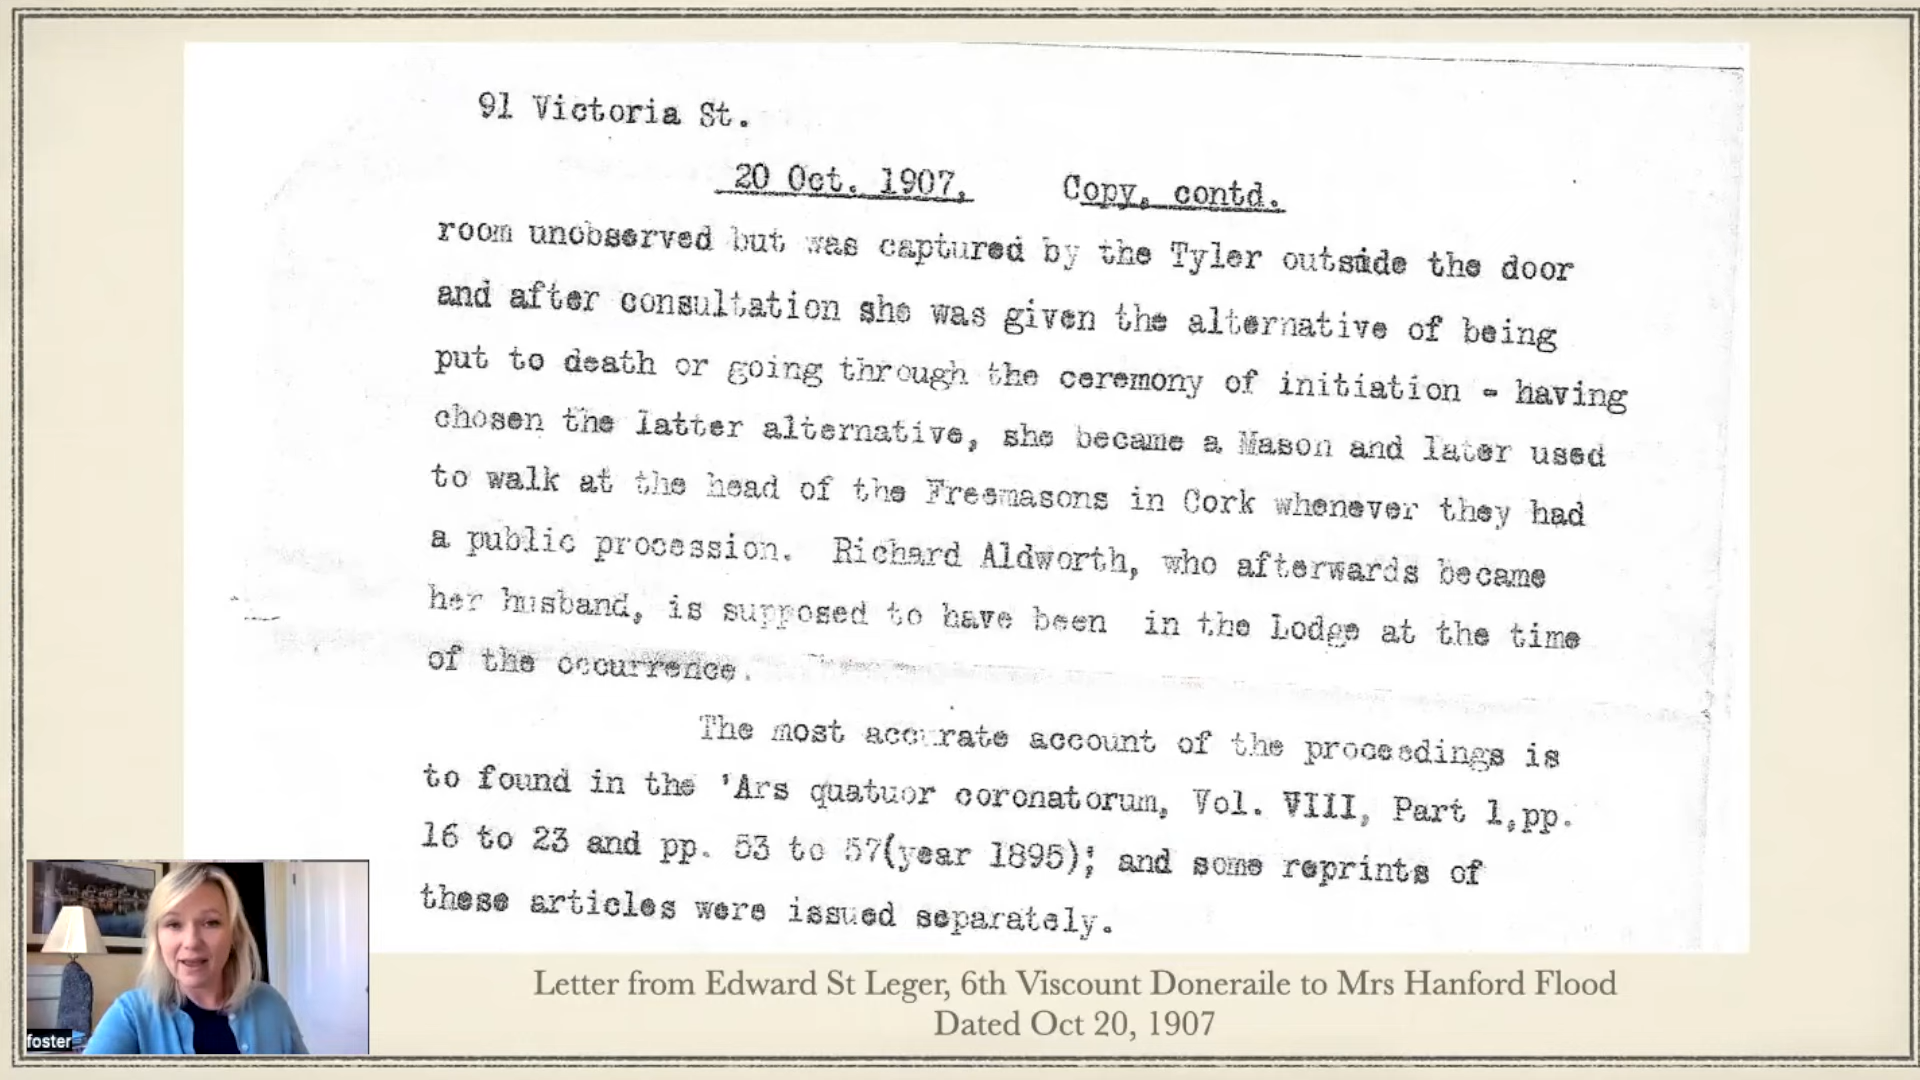 91 Victoria St.
20 Oct. 1907. Copy, contd.
room unobserved but was captured by the Tyler outside the door
and after consultation she was given the alternative of being
put to death or going through the ceremony of initiation - having
chosen the latter alternative, she became a Mason and later used
to walk at the head of the Freemasons in Cork whenever they had
a public procession. Richard Aldworth, who afterwards became
her husband, is supposed to have been in the Lodge at the time
of the occurrence.
The most accurate account of the proceedings is
to found in the 'Ars quatuor coronatorum, Vol. VIII, Part 1,pp.
16 to 23 and pp. 53 to 57(year 1895); and some reprints of
these articles were issued separately.
Letter from Edward St Leger, 6th Viscount Doneraile to Mrs Hanford Flood
Dated Oct 20, 1907
foster